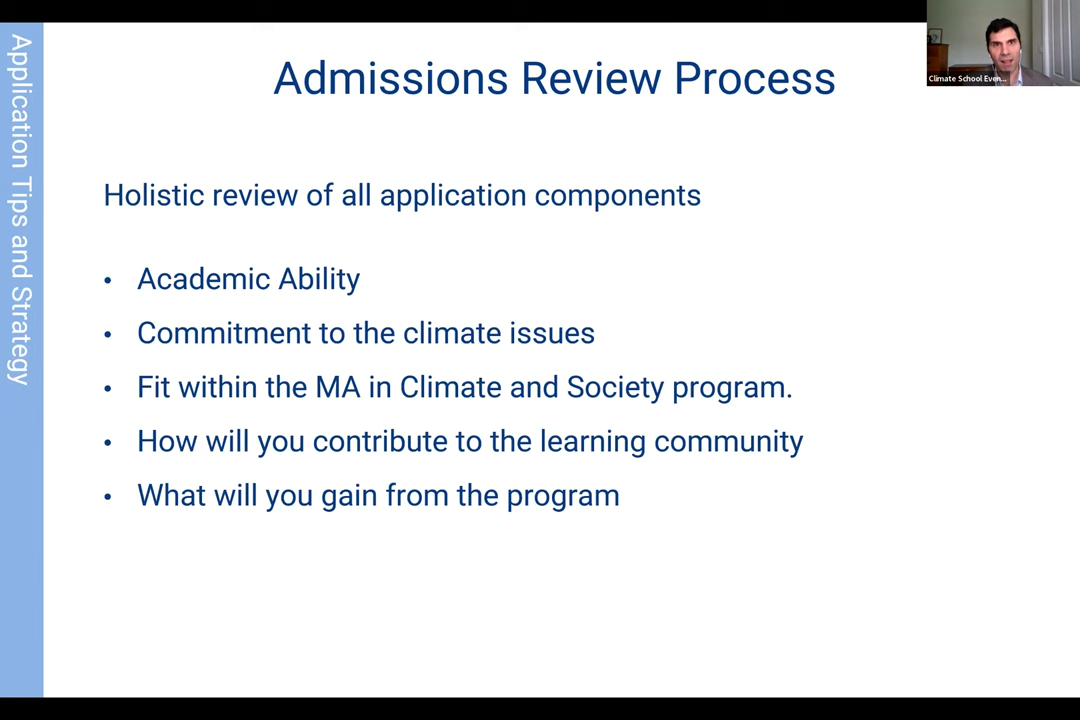 Application Tips and Strategy
Admissions Review Process
Climate School Even...
Holistic review of all application components
• Academic Ability
• Commitment to the climate issues
• Fit within the MA in Climate and Society program.
• How will you contribute to the learning community
• What will you gain from the program